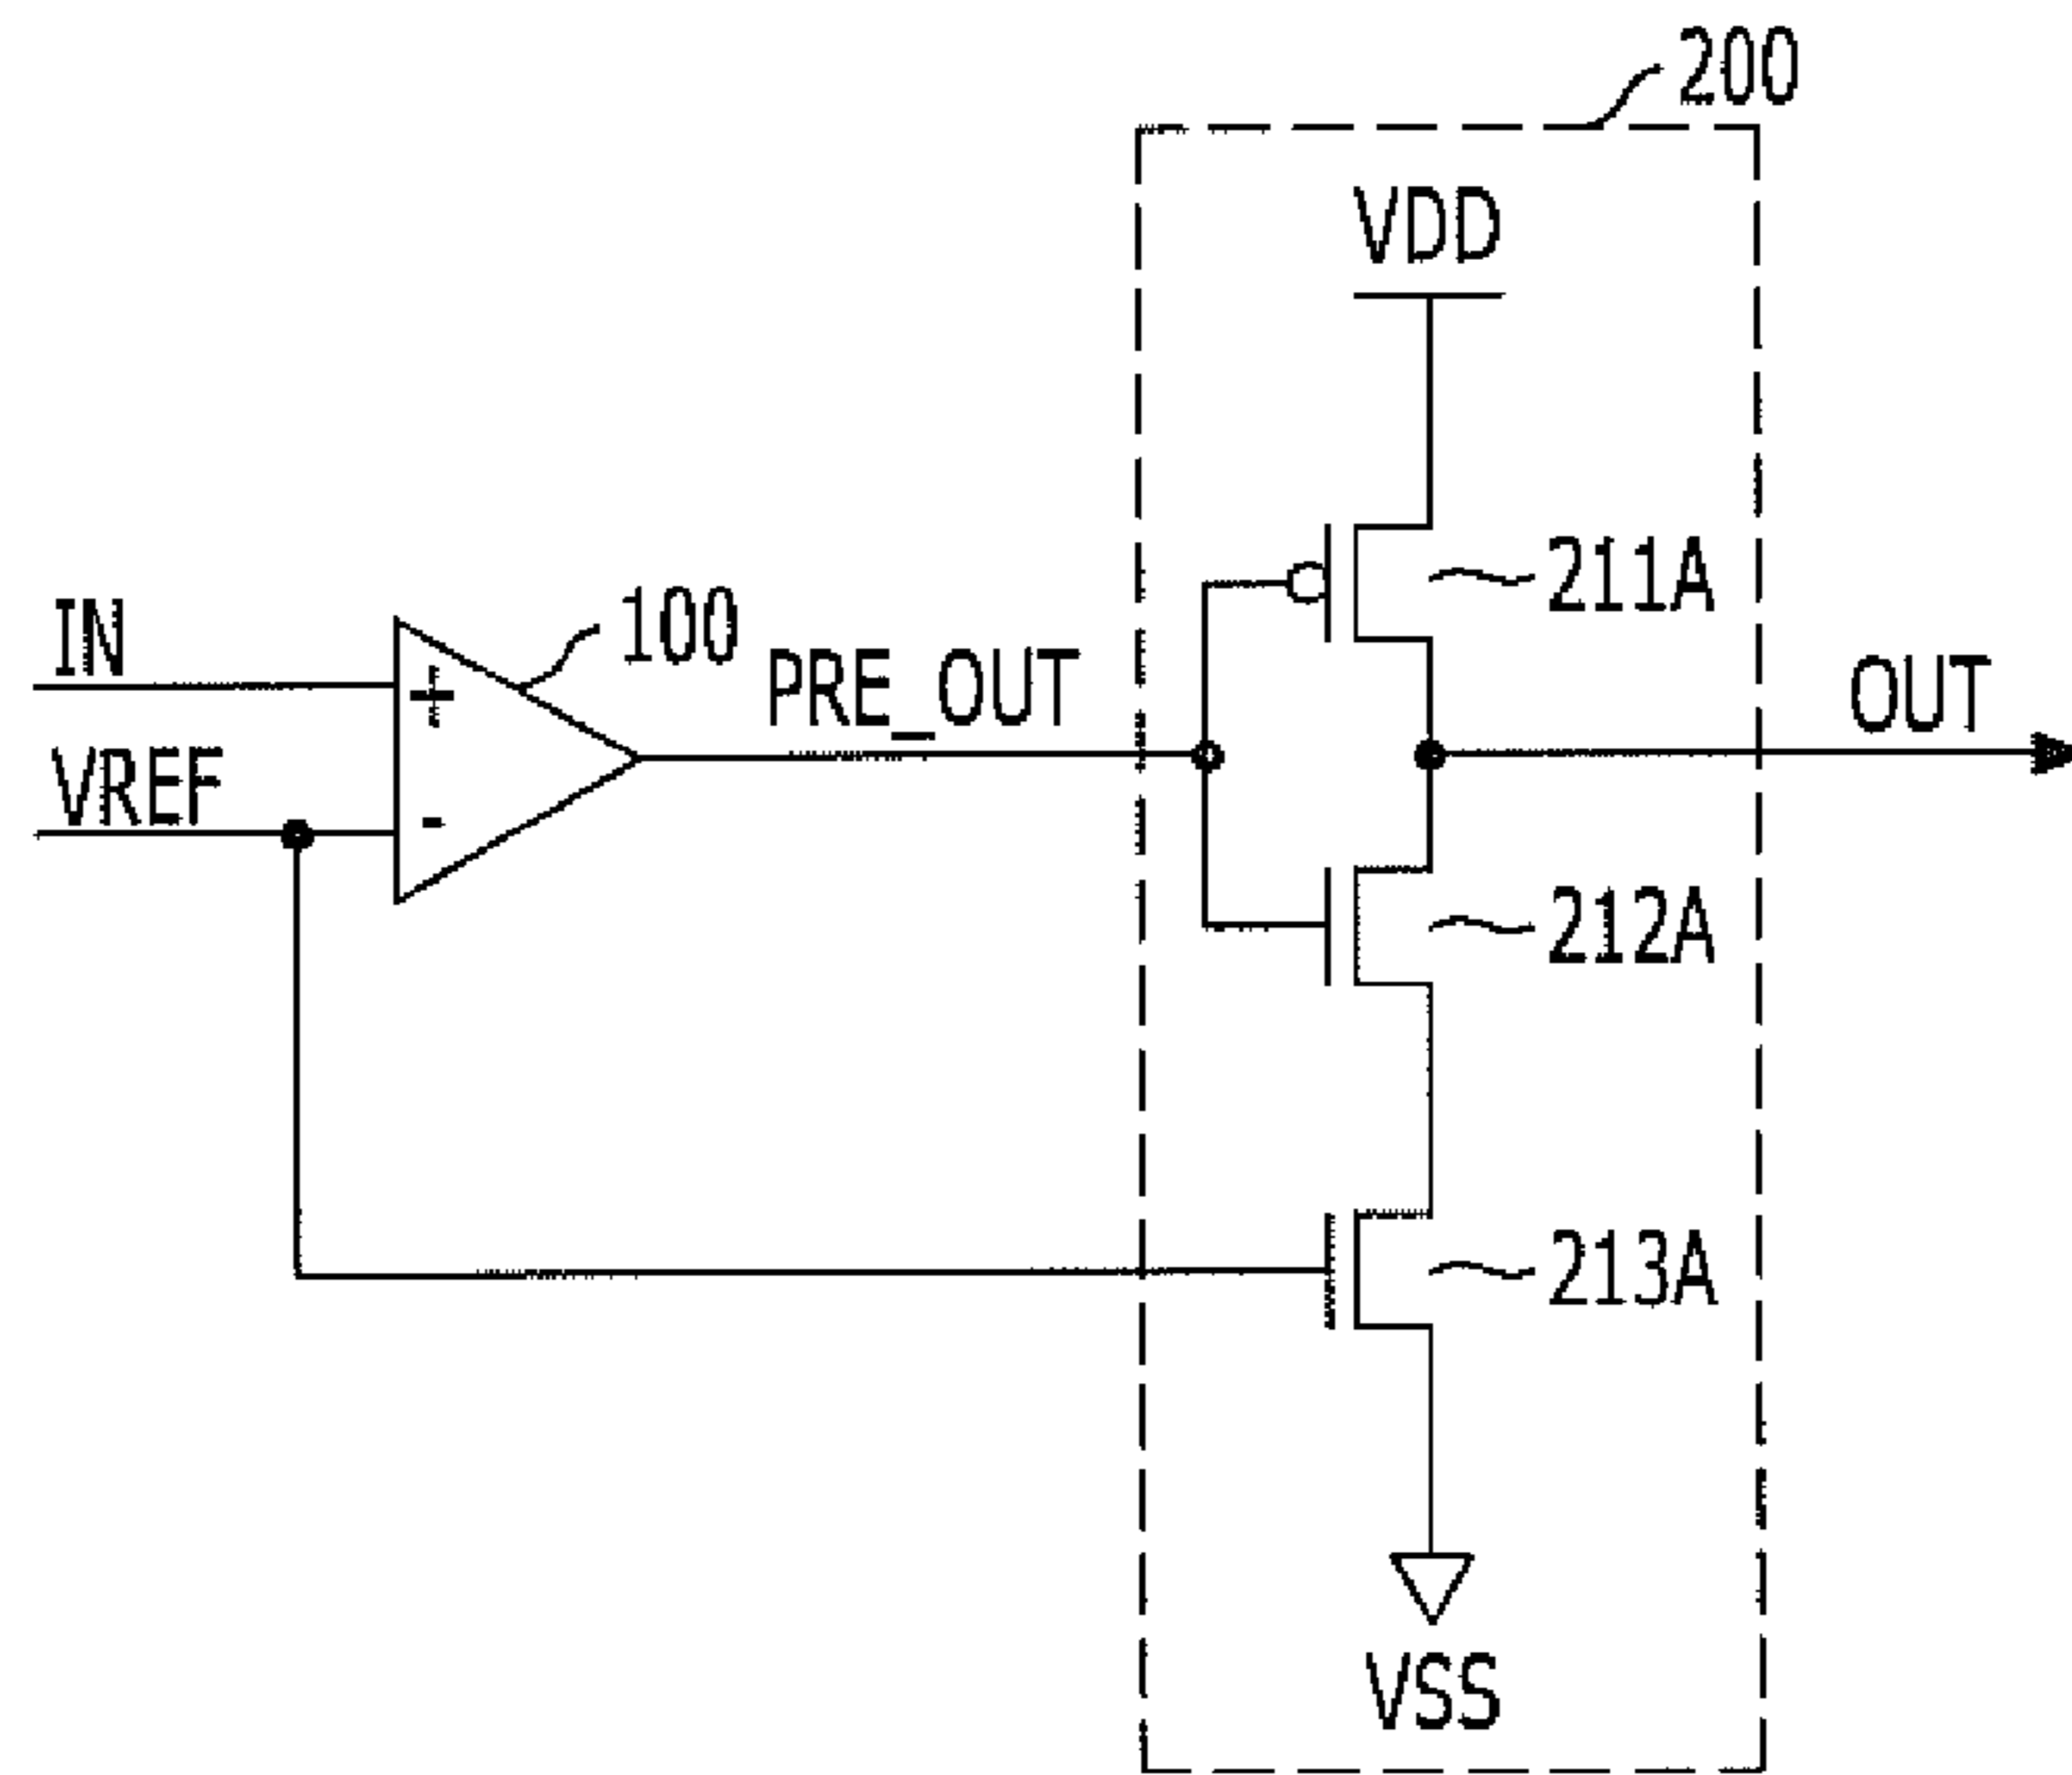 200
VDD
211A
IN
100
PRE_OUT
OUT
+
VREF
-
212A
213A
VSS